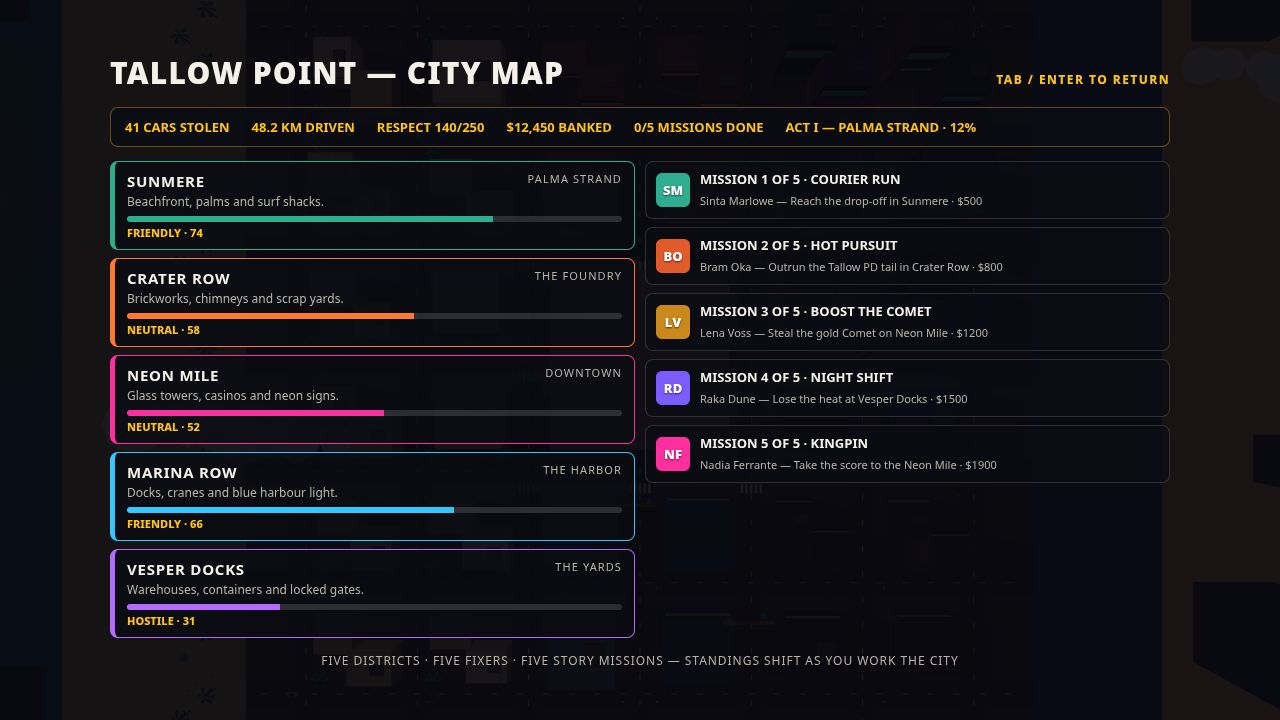 TALLOW POINT — CITY MAP
TAB / ENTER TO RETURN
41 CARS STOLEN 48.2 KM DRIVEN RESPECT 140/250 $12,450 BANKED 0/5 MISSIONS DONE ACT I — PALMA STRAND · 12%
SUNMERE
PALMA STRAND
Beachfront, palms and surf shacks.
FRIENDLY · 74
CRATER ROW
THE FOUNDRY
Brickworks, chimneys and scrap yards.
NEUTRAL · 58
NEON MILE
DOWNTOWN
Glass towers, casinos and neon signs.
NEUTRAL · 52
MARINA ROW
THE HARBOR
Docks, cranes and blue harbour light.
FRIENDLY · 66
VESPER DOCKS
THE YARDS
Warehouses, containers and locked gates.
HOSTILE · 31
SM
MISSION 1 OF 5 · COURIER RUN
Sinta Marlowe — Reach the drop-off in Sunmere · $500
BO
MISSION 2 OF 5 · HOT PURSUIT
Bram Oka — Outrun the Tallow PD tail in Crater Row · $800
LV
MISSION 3 OF 5 · BOOST THE COMET
Lena Voss — Steal the gold Comet on Neon Mile · $1200
RD
MISSION 4 OF 5 · NIGHT SHIFT
Raka Dune — Lose the heat at Vesper Docks · $1500
NF
MISSION 5 OF 5 · KINGPIN
Nadia Ferrante — Take the score to the Neon Mile · $1900
FIVE DISTRICTS · FIVE FIXERS · FIVE STORY MISSIONS — STANDINGS SHIFT AS YOU WORK THE CITY